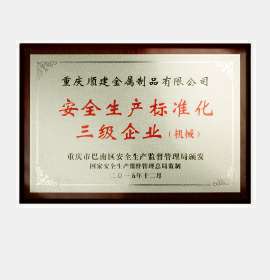 重庆顺建金属制品有限公司
安全生产标准化
三级企业（机械）
重庆市巴南区安全生产监督管理局颁发
国家安全生产监督管理总局监制
二〇一五年十二月